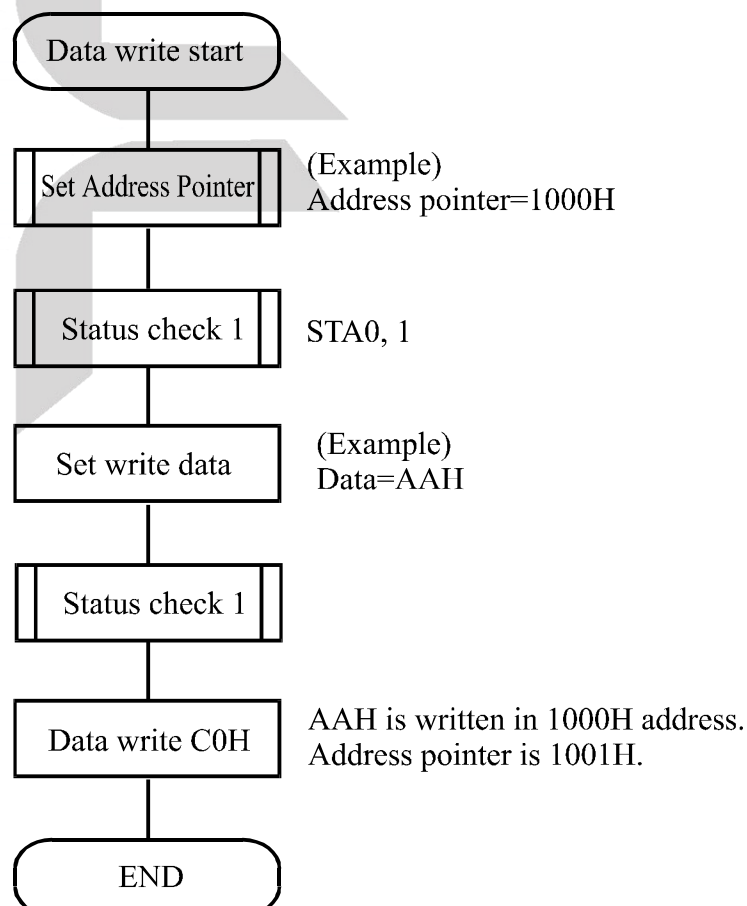 Data write start
Set Address Pointer
(Example)
Address pointer=1000H
Status check 1
STA0, 1
Set write data
(Example)
Data=AAH
Status check 1
Data write C0H
AAH is written in 1000H address.
Address pointer is 1001H.
END